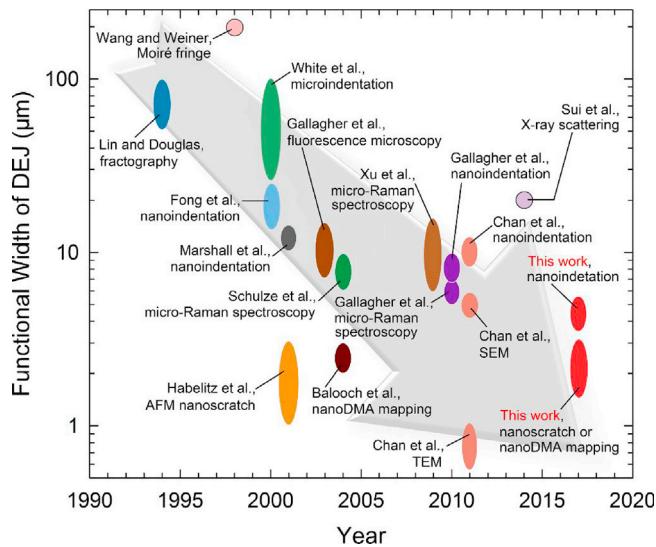 Functional Width of DEJ (μm)
100
10
1
Wang and Weiner,
Moiré fringe
White et al.,
microindentation
Gallagher et al.,
fluorescence microscopy
Lin and Douglas,
fractography
Fong et al.,
nanoindentation
Marshall et al.,
nanoindentation
Schulze et al.,
micro-Raman spectroscopy
Habelitz et al.,
AFM nanoscratch
Balooch et al.,
nanoDMA mapping
Xu et al.,
micro-Raman
spectroscopy
Gallagher et al.,
nanoindentation
Gallagher et al.,
micro-Raman
spectroscopy
Sui et al.,
X-ray scattering
Chan et al.,
nanoindentation
Chan et al.,
SEM
Chan et al.,
TEM
This work,
nanoindetation
This work,
nanoscratch or
nanoDMA mapping
1990 1995 2000 2005 2010 2015 2020
Year